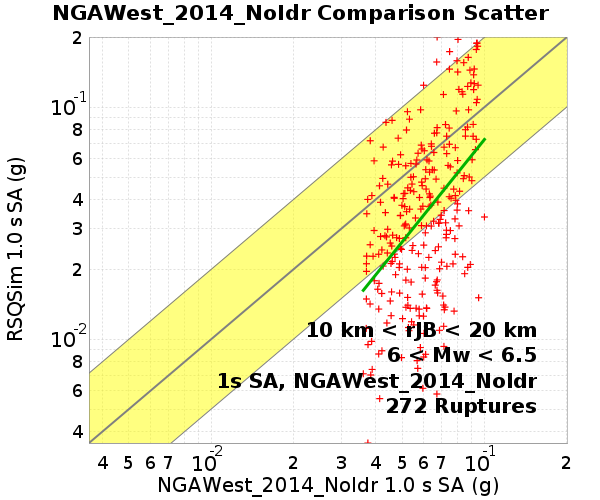 NGAWest_2014_NoIdr Comparison Scatter
2
10-1
8
6
4
3
2
10-2
8
6
4
RSQSim 1.0 s SA (g)
10 km < rJB < 20 km
6 < Mw < 6.5
1s SA, NGAWest_2014_NoIdr
272 Ruptures
4 5 6 7 10-2 2 3 4 5 6 7 10-1 2
NGAWest_2014_NoIdr 1.0 s SA (g)